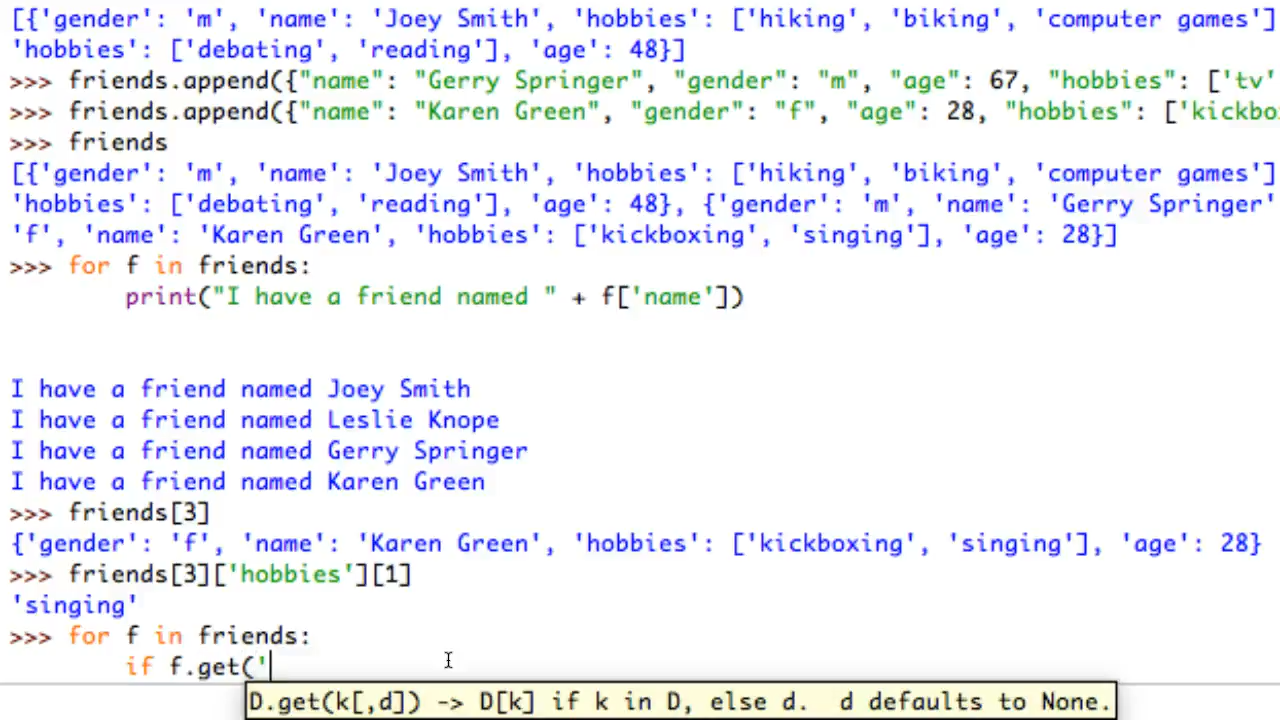 [{'gender': 'm', 'name': 'Joey Smith', 'hobbies': ['hiking', 'biking', 'computer games']
'hobbies': ['debating', 'reading'], 'age': 48}]
>>> friends.append({"name": "Gerry Springer", "gender": "m", "age": 67, "hobbies": ['tv'
>>> friends.append({"name": "Karen Green", "gender": "f", "age": 28, "hobbies": ['kickbo
>>> friends
[{'gender': 'm', 'name': 'Joey Smith', 'hobbies': ['hiking', 'biking', 'computer games']
'hobbies': ['debating', 'reading'], 'age': 48}, {'gender': 'm', 'name': 'Gerry Springer'
'f', 'name': 'Karen Green', 'hobbies': ['kickboxing', 'singing'], 'age': 28}]
>>> for f in friends:
print("I have a friend named " + f['name'])
I have a friend named Joey Smith
I have a friend named Leslie Knope
I have a friend named Gerry Springer
I have a friend named Karen Green
>>> friends[3]
{'gender': 'f', 'name': 'Karen Green', 'hobbies': ['kickboxing', 'singing'], 'age': 28}
>>> friends[3]['hobbies'][1]
'singing'
>>> for f in friends:
if f.get('
D.get(k[,d]) -> D[k] if k in D, else d.  d defaults to None.